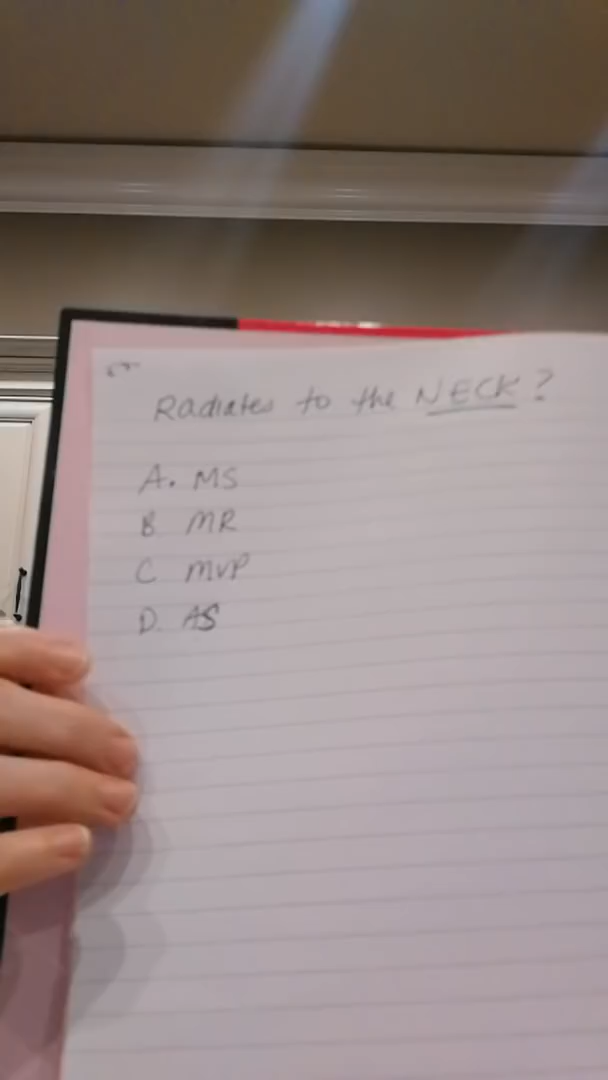 Radiates to the NECK?
A. MS
B. MR
C MVP
D. AS